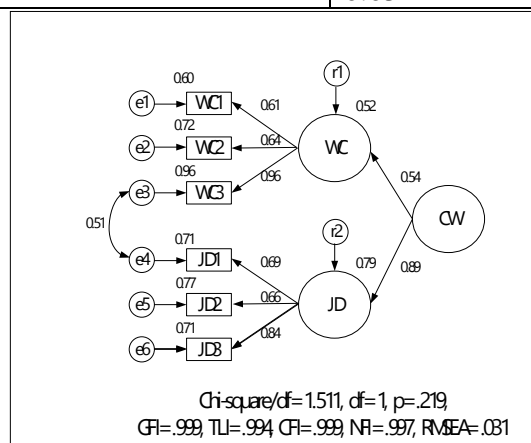 0.60
r1
e1
WC1
0.61
0.52
0.72
e2
WC2
0.64
WC
0.96
0.96
e3
WC3
0.54
0.51
CW
0.71
r2
0.79
0.89
e4
JD1
0.69
0.77
e5
JD2
0.66
JD
0.71
0.84
e6
JD3
Chi-square/df=1.511, df=1, p=.219,
GFI=.999, TLI=.994, CFI=.999, NFI=.997, RMSEA=.031